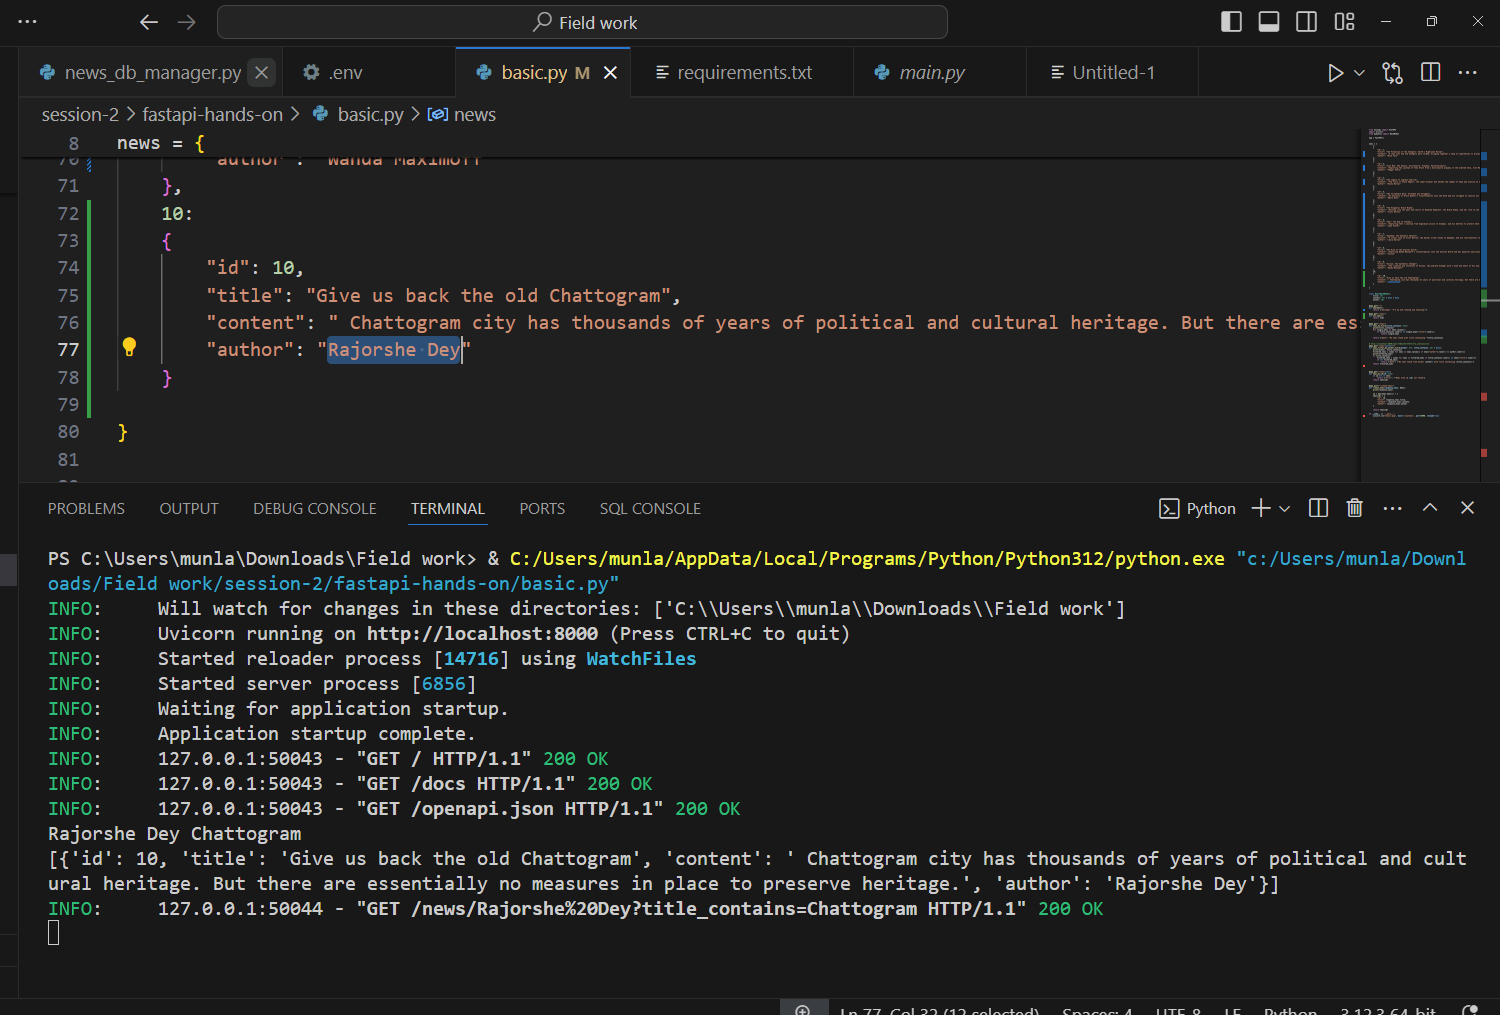 Field work
news_db_manager.py
.env
basic.py M
requirements.txt
main.py
Untitled-1
session-2 > fastapi-hands-on > basic.py > news
8 news = {
70 "author": "Wanda Maximoff"
71 },
72 10:
73 {
74 "id": 10,
75 "title": "Give us back the old Chattogram",
76 "content": " Chattogram city has thousands of years of political and cultural heritage. But there are es
77 "author": "Rajorshe Dey"
78 }
79
80 }
81
PROBLEMS OUTPUT DEBUG CONSOLE TERMINAL PORTS SQL CONSOLE
Python
PS C:\Users\munla\Downloads\Field work> & C:/Users/munla/AppData/Local/Programs/Python/Python312/python.exe "c:/Users/munla/Downl
oads/Field work/session-2/fastapi-hands-on/basic.py"
INFO: Will watch for changes in these directories: ['C:\\Users\\munla\\Downloads\\Field work']
INFO: Uvicorn running on http://localhost:8000 (Press CTRL+C to quit)
INFO: Started reloader process [14716] using WatchFiles
INFO: Started server process [6856]
INFO: Waiting for application startup.
INFO: Application startup complete.
INFO: 127.0.0.1:50043 - "GET / HTTP/1.1" 200 OK
INFO: 127.0.0.1:50043 - "GET /docs HTTP/1.1" 200 OK
INFO: 127.0.0.1:50043 - "GET /openapi.json HTTP/1.1" 200 OK
Rajorshe Dey Chattogram
[{'id': 10, 'title': 'Give us back the old Chattogram', 'content': ' Chattogram city has thousands of years of political and cult
ural heritage. But there are essentially no measures in place to preserve heritage.', 'author': 'Rajorshe Dey'}]
INFO: 127.0.0.1:50044 - "GET /news/Rajorshe%20Dey?title_contains=Chattogram HTTP/1.1" 200 OK
Ln 77, Col 32 (12 selected) Spaces: 4 UTF-8 LF Python 3.12.3 64-bit